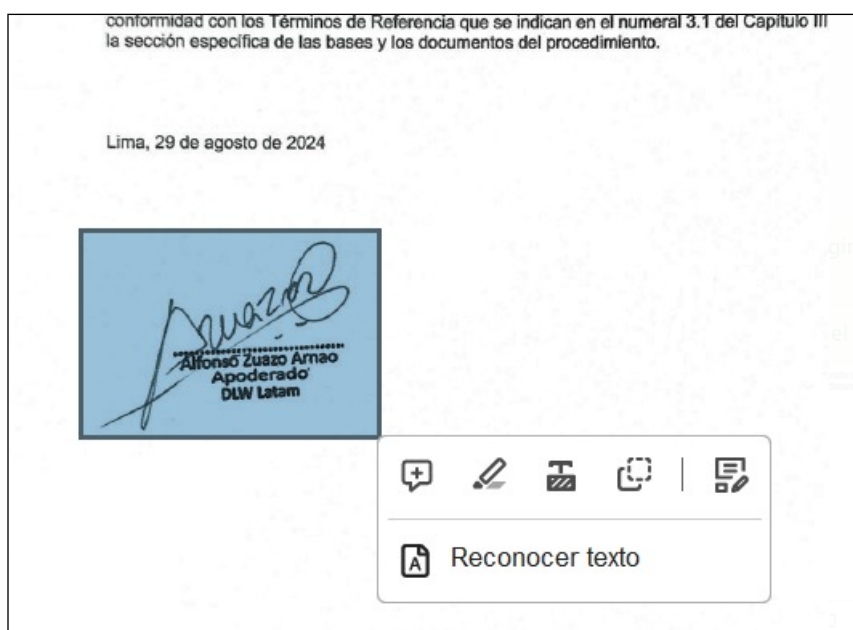 conformidad con los Términos de Referencia que se indican en el numeral 3.1 del Capítulo III
la sección específica de las bases y los documentos del procedimiento.
Lima, 29 de agosto de 2024
Alfonso Zuazo Arnao
Apoderado
DLW Latam
Reconocer texto